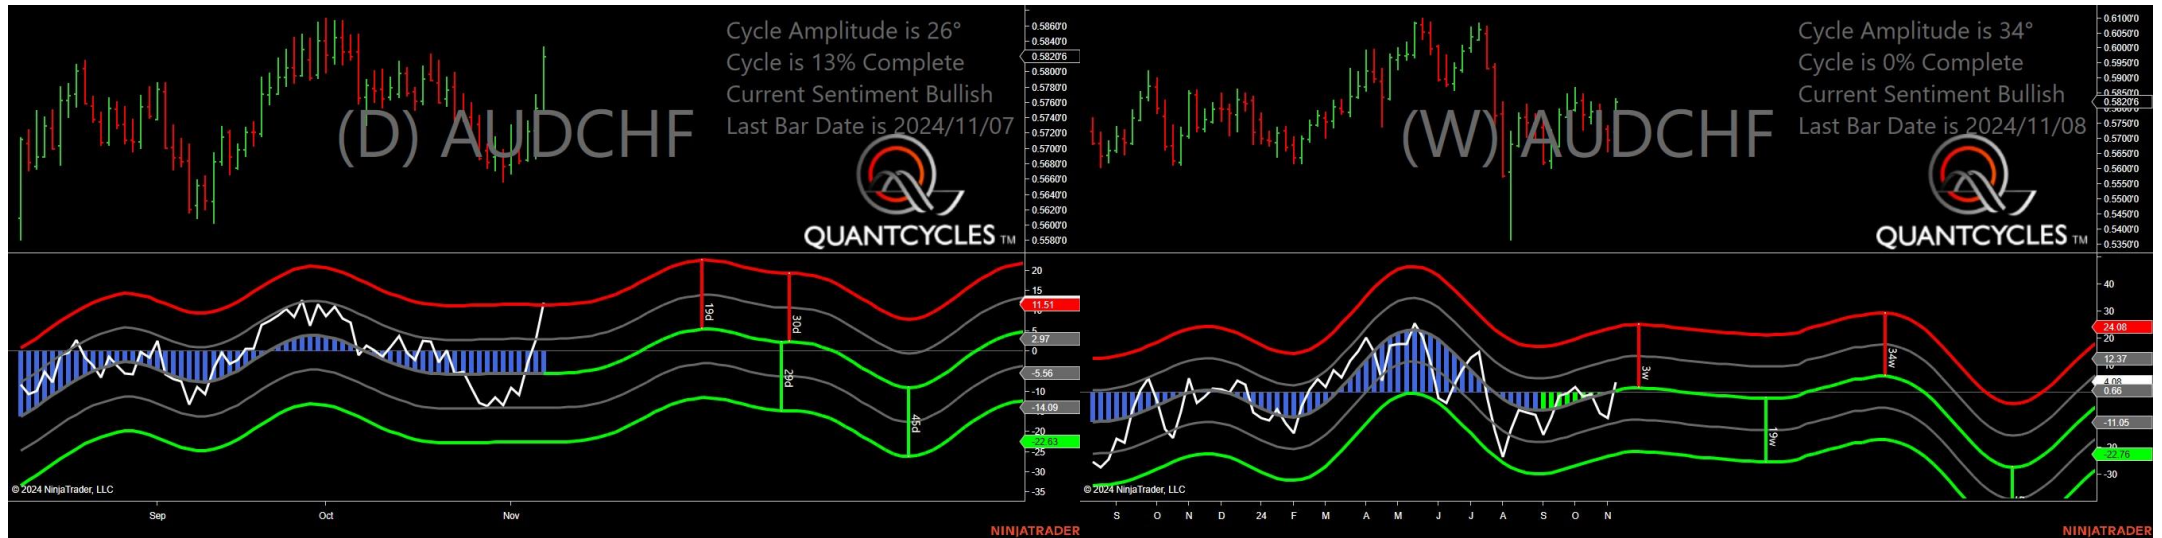 Cycle Amplitude is 26°
Cycle is 13% Complete
Current Sentiment Bullish
Last Bar Date is 2024/11/07
(D) AUDCHF
QUANTCYCLES TM
0.5860'0
0.5840'0
0.5820'6
0.5800'0
0.5780'0
0.5760'0
0.5740'0
0.5720'0
0.5700'0
0.5680'0
0.5660'0
0.5640'0
0.5620'0
0.5600'0
0.5580'0
20
15
11.51
10
5
2.97
0
-5.56
-10
-14.09
-20
-22.63
-25
-30
-35
19d
30d
29d
45d
© 2024 NinjaTrader, LLC
Sep
Oct
Nov
NINJATRADER
Cycle Amplitude is 34°
Cycle is 0% Complete
Current Sentiment Bullish
Last Bar Date is 2024/11/08
(W) AUDCHF
QUANTCYCLES TM
0.6100'0
0.6050'0
0.6000'0
0.5950'0
0.5900'0
0.5850'0
0.5820'6
0.5800'0
0.5750'0
0.5700'0
0.5650'0
0.5600'0
0.5550'0
0.5500'0
0.5450'0
0.5400'0
0.5350'0
40
30
24.08
20
12.37
10
4.08
0.66
-11.05
-20
-22.76
-30
3w
34w
19w
© 2024 NinjaTrader, LLC
S
O
N
D
24
F
M
A
M
J
J
A
S
O
N
NINJATRADER